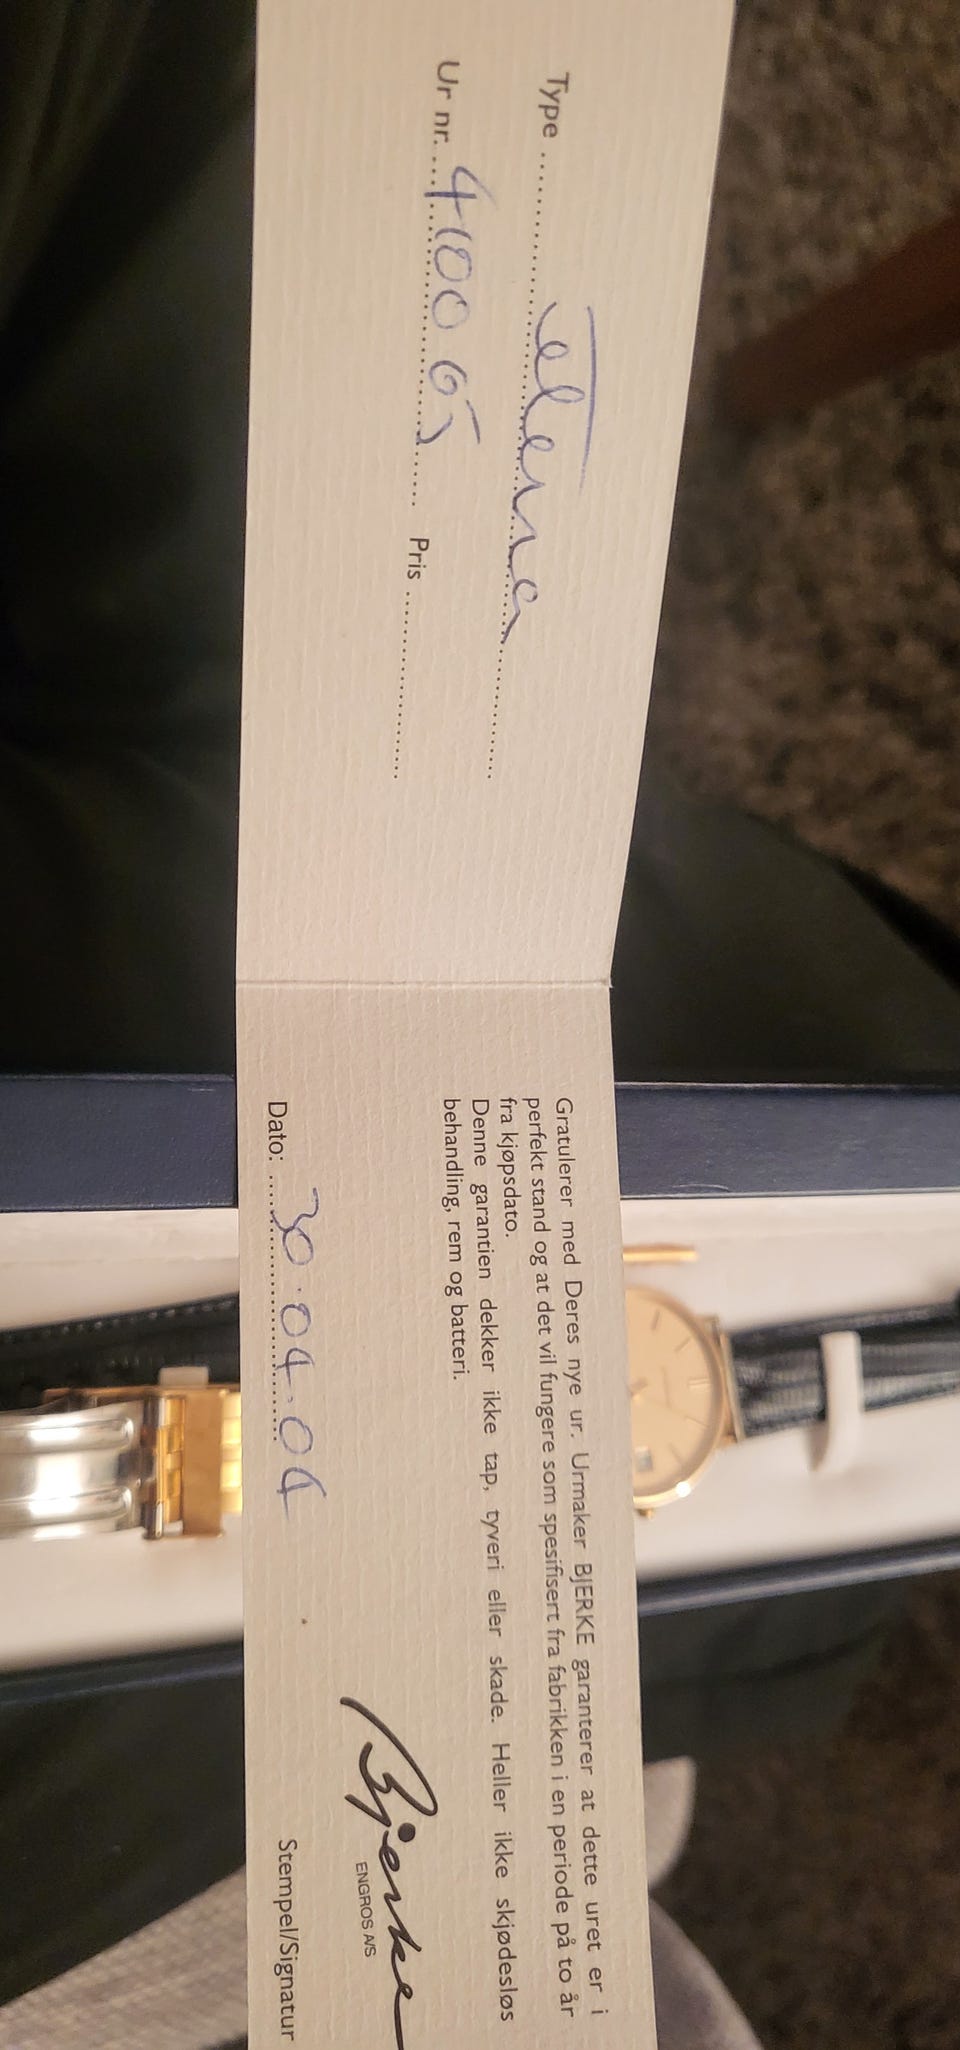 Type .......... Eterna ..........
Ur nr. ... 4100 65 ...... Pris ....................
Gratulerer med Deres nye ur. Urmaker BJERKE garanterer at dette uret er i
perfekt stand og at det vil fungere som spesifisert fra fabrikken i en periode på to år
fra kjøpsdato.
Denne garantien dekker ikke tap, tyveri eller skade. Heller ikke skjødesløs
behandling, rem og batteri.
Bjerke
ENGROS A/S
Dato: ..... 30.04.04
Stempel/Signatur